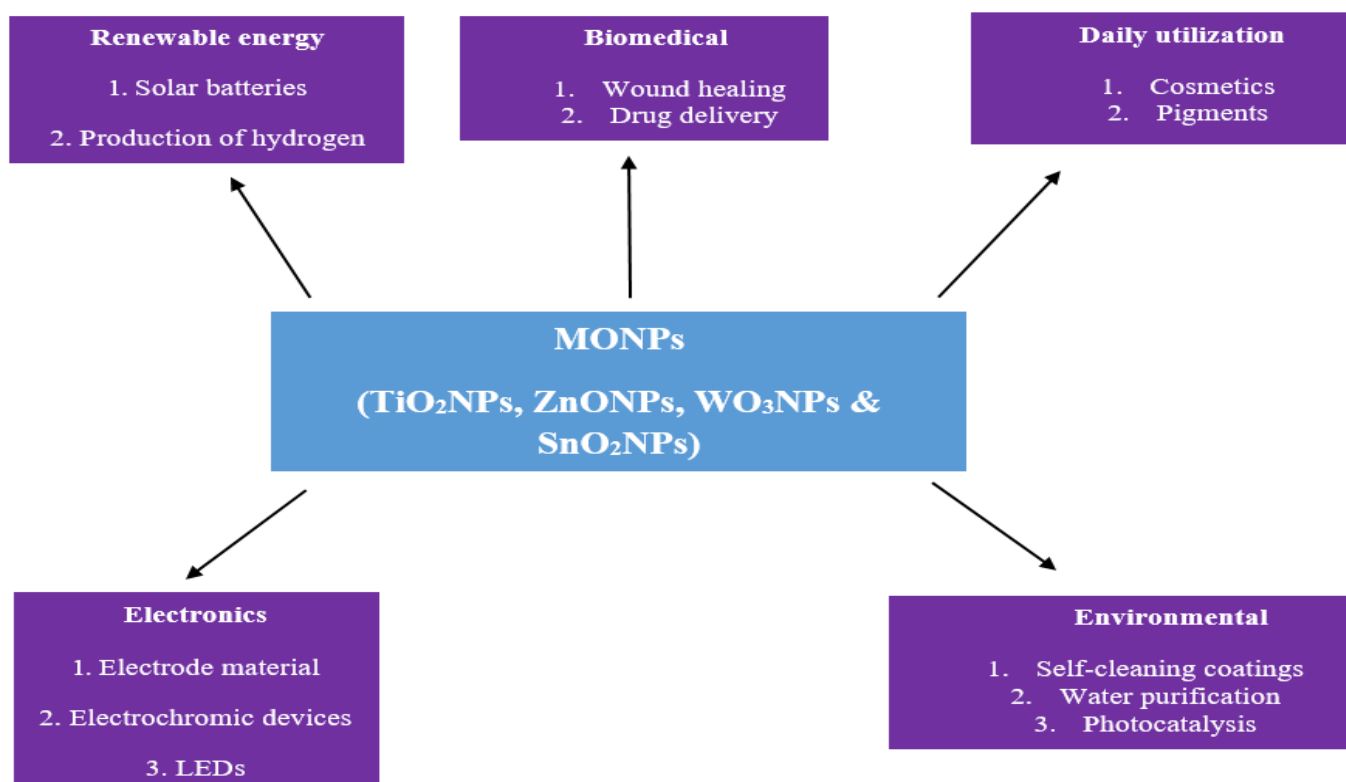 Renewable energy
1. Solar batteries
2. Production of hydrogen
Biomedical
1. Wound healing
2. Drug delivery
Daily utilization
1. Cosmetics
2. Pigments
MONPs
(TiO₂NPs, ZnONPs, WO₃NPs &
SnO₂NPs)
Electronics
1. Electrode material
2. Electrochromic devices
3. LEDs
Environmental
1. Self-cleaning coatings
2. Water purification
3. Photocatalysis